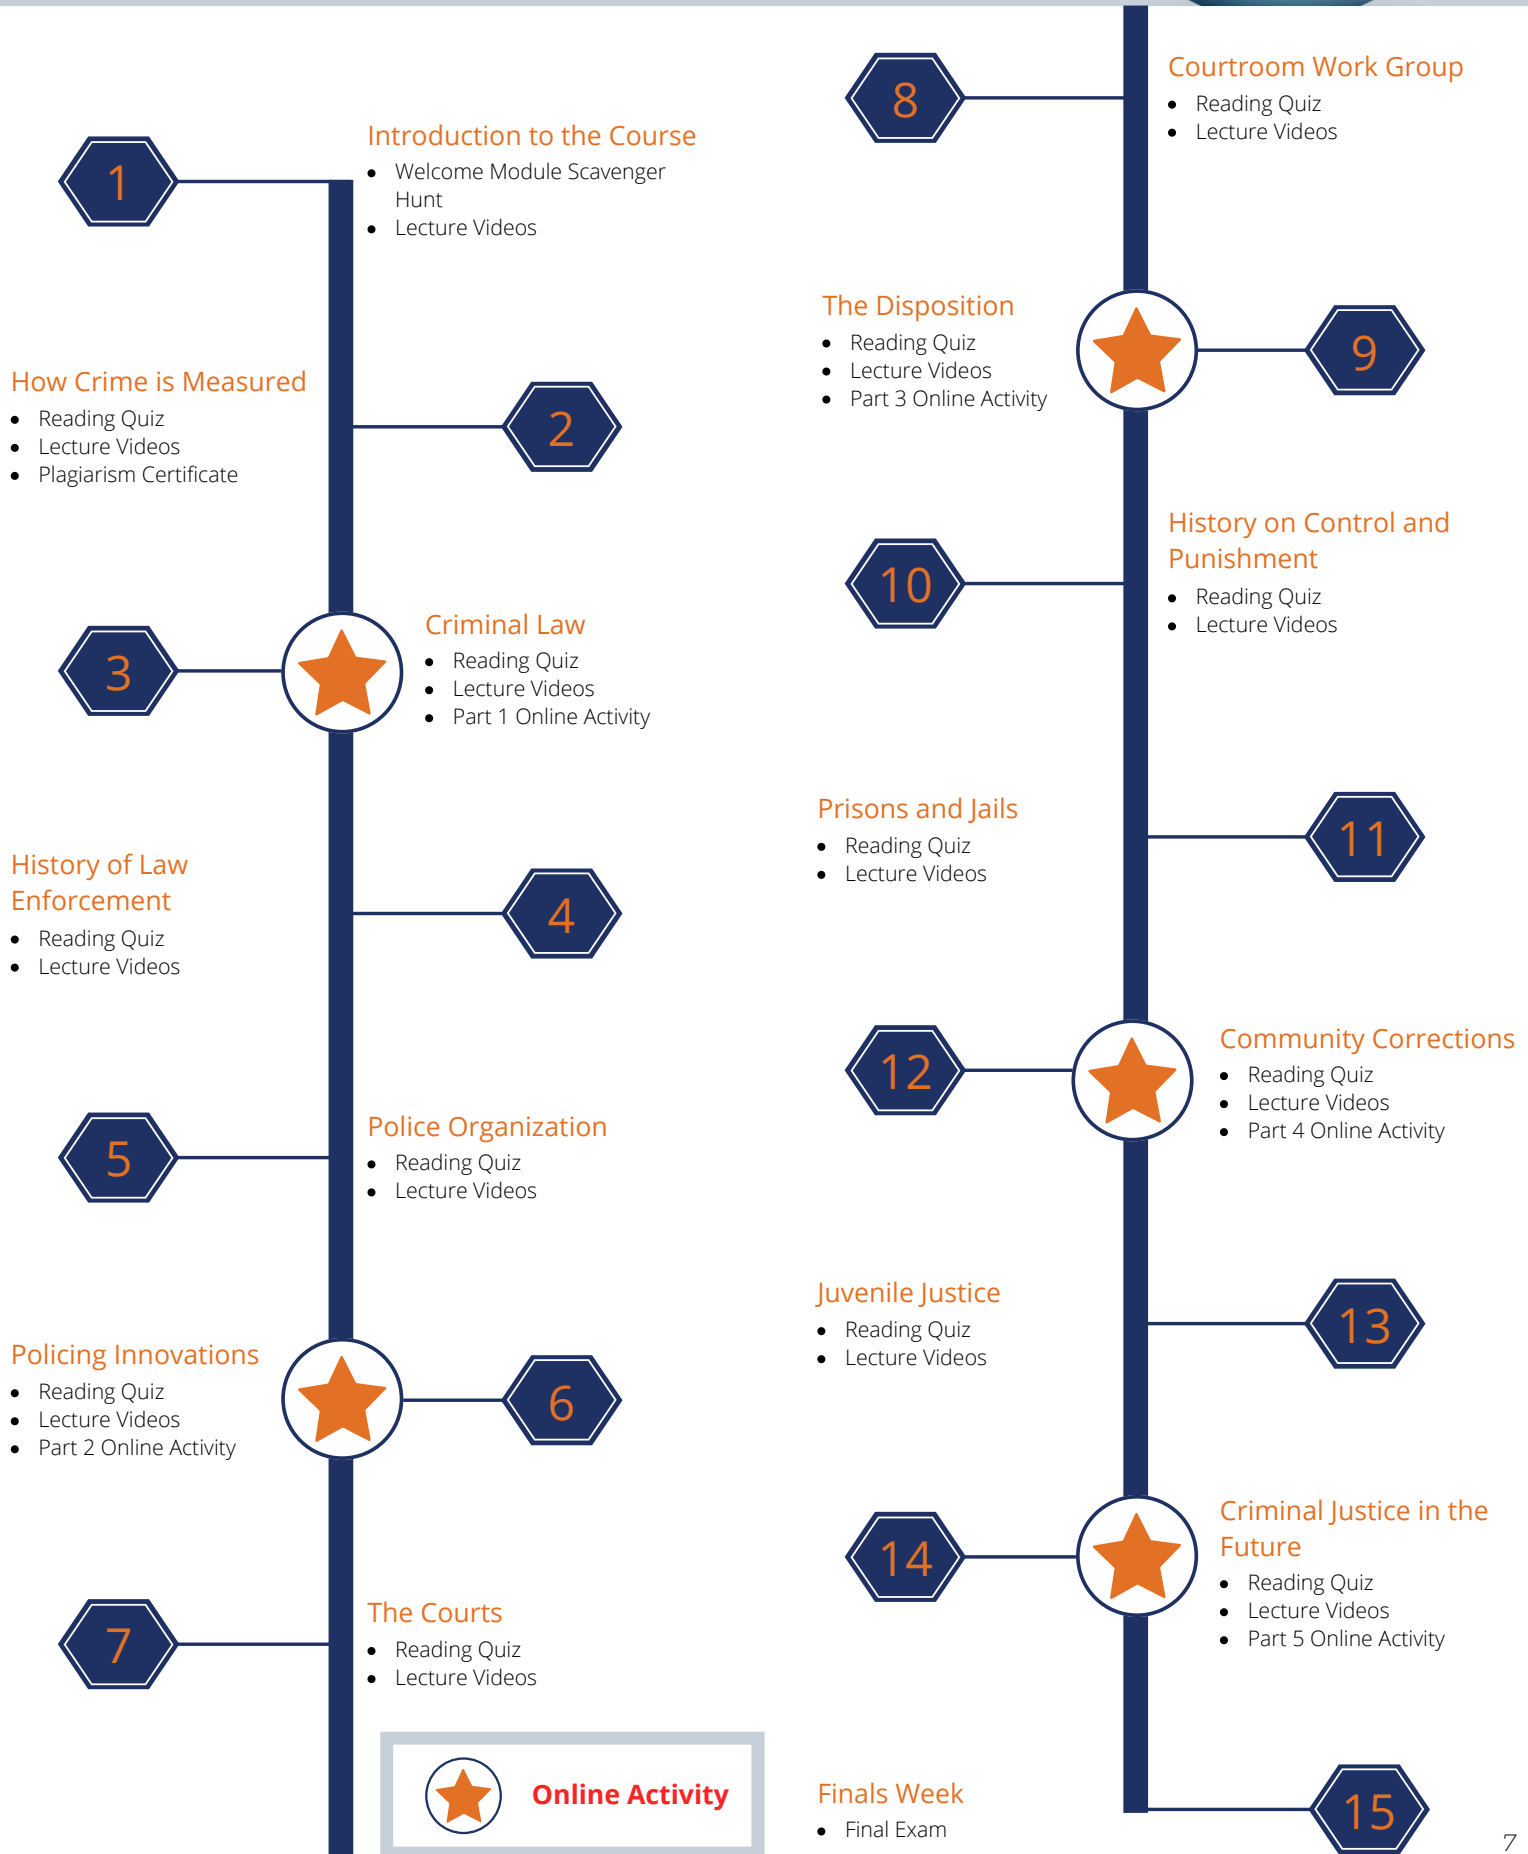 1
Introduction to the Course
Welcome Module Scavenger
Hunt
Lecture Videos
How Crime is Measured
Reading Quiz
Lecture Videos
Plagiarism Certificate
2
3
Criminal Law
Reading Quiz
Lecture Videos
Part 1 Online Activity
History of Law
Enforcement
Reading Quiz
Lecture Videos
4
5
Police Organization
Reading Quiz
Lecture Videos
Policing Innovations
Reading Quiz
Lecture Videos
Part 2 Online Activity
6
7
The Courts
Reading Quiz
Lecture Videos
Online Activity
8
Courtroom Work Group
Reading Quiz
Lecture Videos
The Disposition
Reading Quiz
Lecture Videos
Part 3 Online Activity
9
10
History on Control and
Punishment
Reading Quiz
Lecture Videos
Prisons and Jails
Reading Quiz
Lecture Videos
11
12
Community Corrections
Reading Quiz
Lecture Videos
Part 4 Online Activity
Juvenile Justice
Reading Quiz
Lecture Videos
13
14
Criminal Justice in the
Future
Reading Quiz
Lecture Videos
Part 5 Online Activity
Finals Week
Final Exam
15
7